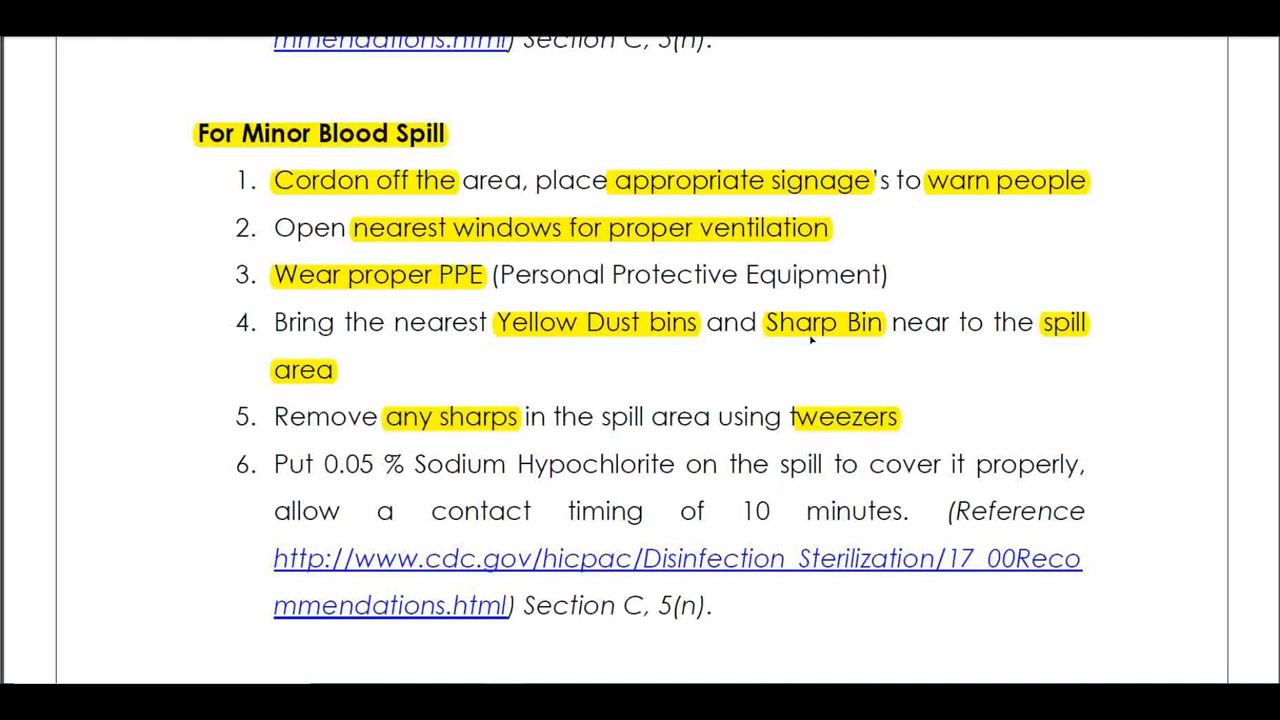 mmendations.html) Section C, 5(n).
For Minor Blood Spill
1. Cordon off the area, place appropriate signage's to warn people
2. Open nearest windows for proper ventilation
3. Wear proper PPE (Personal Protective Equipment)
4. Bring the nearest Yellow Dust bins and Sharp Bin near to the spill
area
5. Remove any sharps in the spill area using tweezers
6. Put 0.05 % Sodium Hypochlorite on the spill to cover it properly,
allow a contact timing of 10 minutes. (Reference
http://www.cdc.gov/hicpac/Disinfection_Sterilization/17_00Reco
mmendations.html) Section C, 5(n).